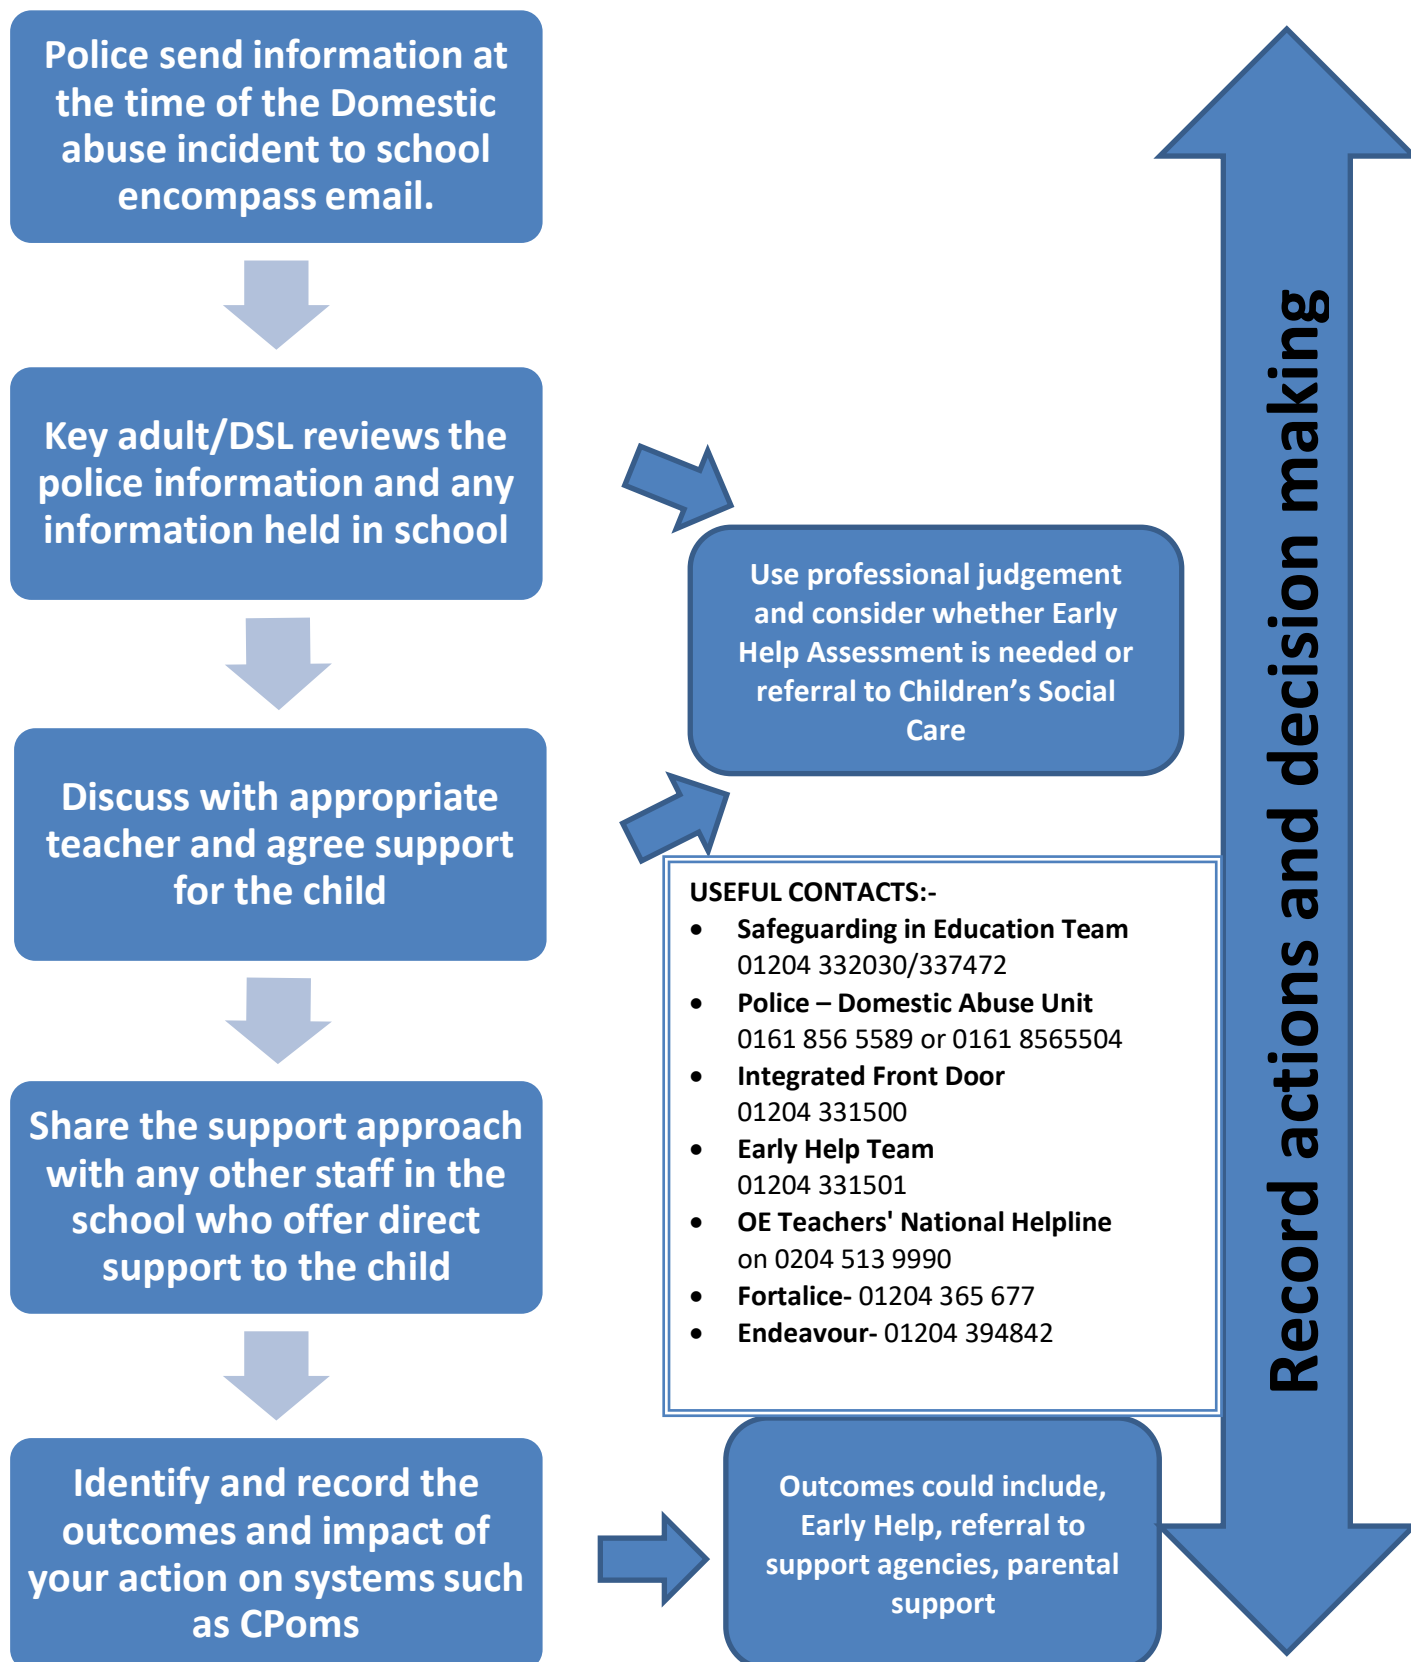 Police send information at
the time of the Domestic
abuse incident to school
encompass email.
Key adult/DSL reviews the
police information and any
information held in school
Use professional judgement
and consider whether Early
Help Assessment is needed or
referral to Children’s Social
Care
Discuss with appropriate
teacher and agree support
for the child
USEFUL CONTACTS:-
• Safeguarding in Education Team
01204 332030/337472
• Police – Domestic Abuse Unit
0161 856 5589 or 0161 8565504
• Integrated Front Door
01204 331500
• Early Help Team
01204 331501
• OE Teachers' National Helpline
on 0204 513 9990
• Fortalice- 01204 365 677
• Endeavour- 01204 394842
Share the support approach
with any other staff in the
school who offer direct
support to the child
Identify and record the
outcomes and impact of
your action on systems such
as CPoms
Outcomes could include,
Early Help, referral to
support agencies, parental
support
Record actions and decision making